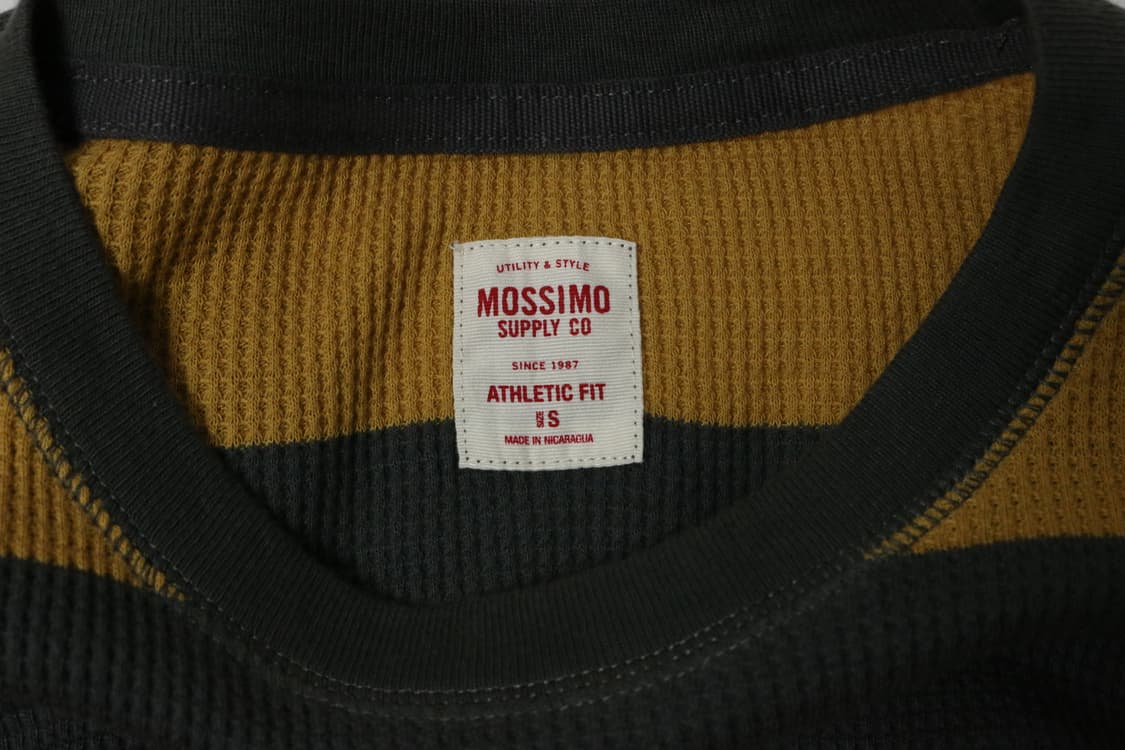 UTILITY & STYLE
MOSSIMO
SUPPLY CO
SINCE 1987
ATHLETIC FIT
SIZE S
MADE IN NICARAGUA